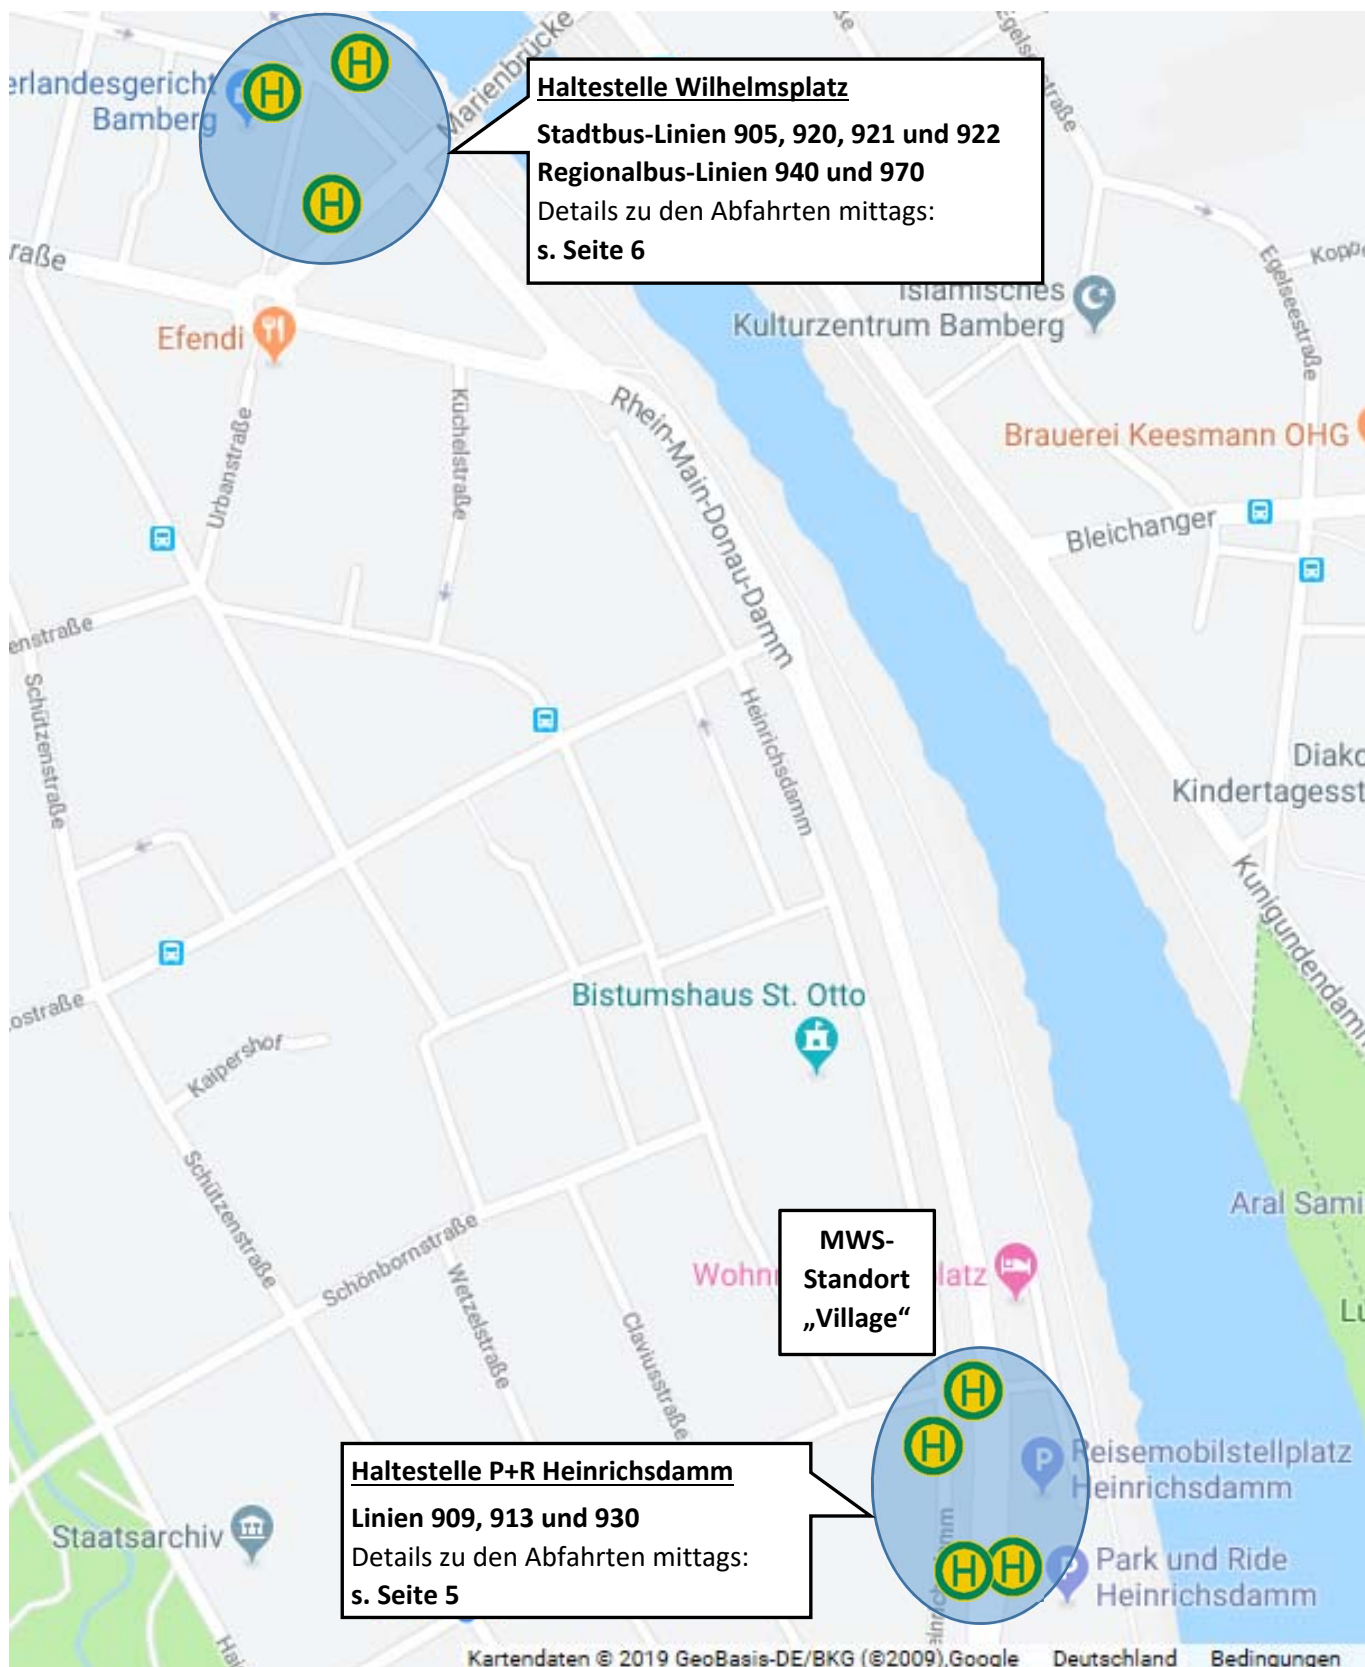 erlandesgericht
Bamberg
H
H
H
Marienbrücke
Haltestelle Wilhelmsplatz
Stadtbus-Linien 905, 920, 921 und 922
Regionalbus-Linien 940 und 970
Details zu den Abfahrten mittags:
s. Seite 6
raße
Efendi
Islamisches
Kulturzentrum Bamberg
Egelseestraße
Brauerei Keesmann OHG
Bleichanger
Rhein-Main-Donau-Damm
Küchelstraße
Urbanstraße
enstraße
Schützenstraße
Heinrichsdamm
Kindertagesst
Kunigundendamm
Bistumshaus St. Otto
ostraße
Kaipershof
Schützenstraße
Schönbornstraße
Wetzelstraße
Claviusstraße
Aral Sami
MWS-
Standort
„Village“
Wohn
latz
H
H
H
H
Haltestelle P+R Heinrichsdamm
Linien 909, 913 und 930
Details zu den Abfahrten mittags:
s. Seite 5
P
Reisemobilstellplatz
Heinrichsdamm
P
Park und Ride
Heinrichsdamm
Staatsarchiv
Kartendaten © 2019 GeoBasis-DE/BKG (©2009),Google Deutschland Bedingungen